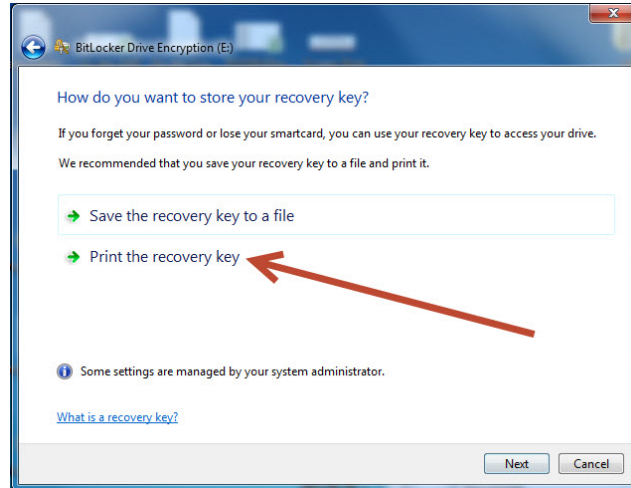 BitLocker Drive Encryption (E:)
How do you want to store your recovery key?
If you forget your password or lose your smartcard, you can use your recovery key to access your drive.
We recommended that you save your recovery key to a file and print it.
Save the recovery key to a file
Print the recovery key
Some settings are managed by your system administrator.
What is a recovery key?
Next Cancel